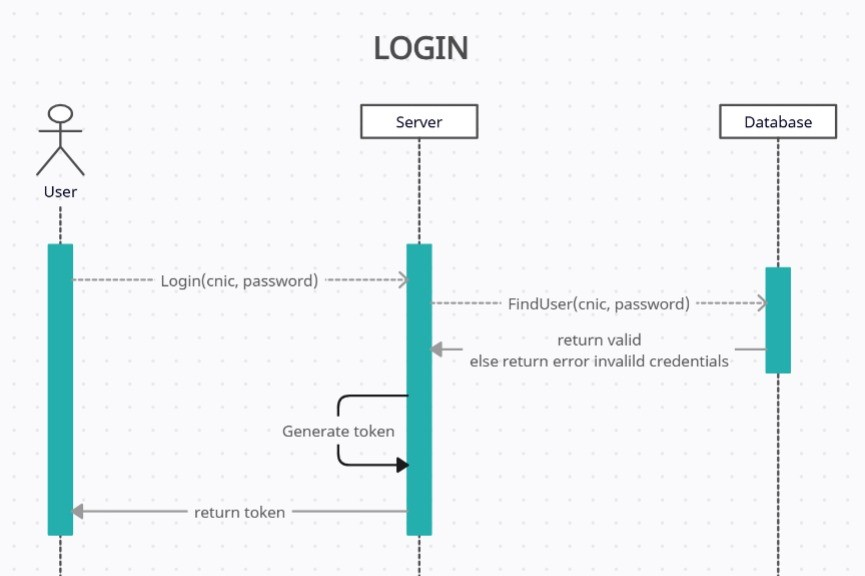 LOGIN
Server
Database
User
Login(cnic, password)
FindUser(cnic, password)
return valid
else return error invalild credentials
Generate token
return token